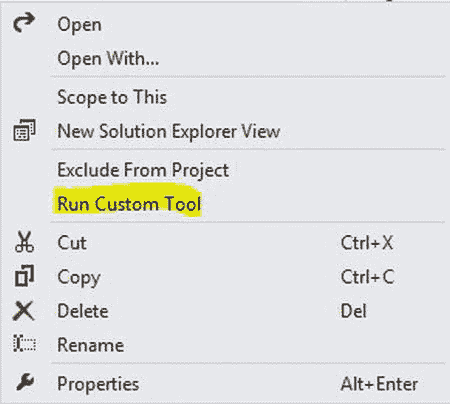 Open
Open With...
Scope to This
New Solution Explorer View
Exclude From Project
Run Custom Tool
Cut Ctrl+X
Copy Ctrl+C
Delete Del
Rename
Properties Alt+Enter